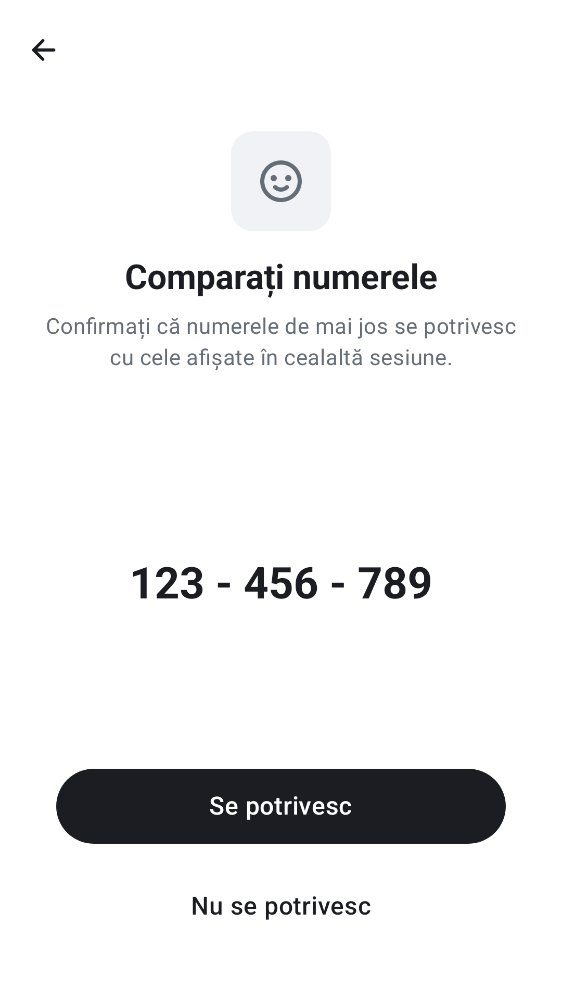 Comparați numerele
Confirmați că numerele de mai jos se potrivesc
cu cele afișate în cealaltă sesiune.
123 - 456 - 789
Se potrivesc
Nu se potrivesc